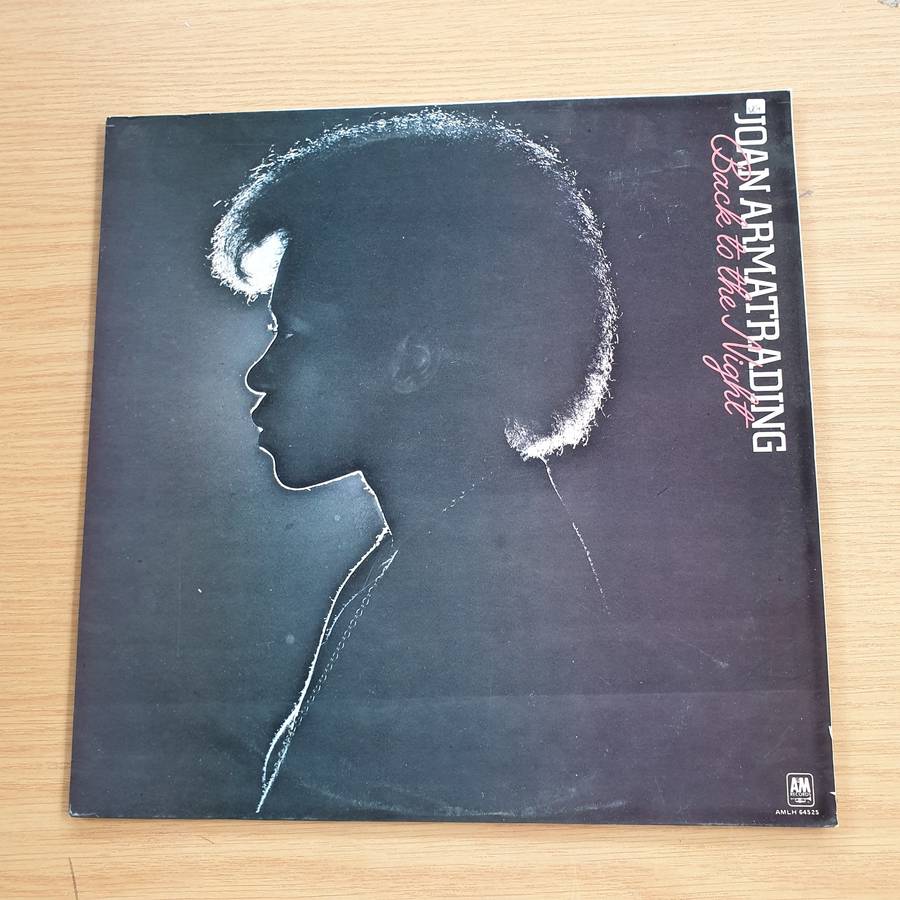 JOAN ARMATRADING
Back to the Night
A&M
RECORDS
AMLH 64525